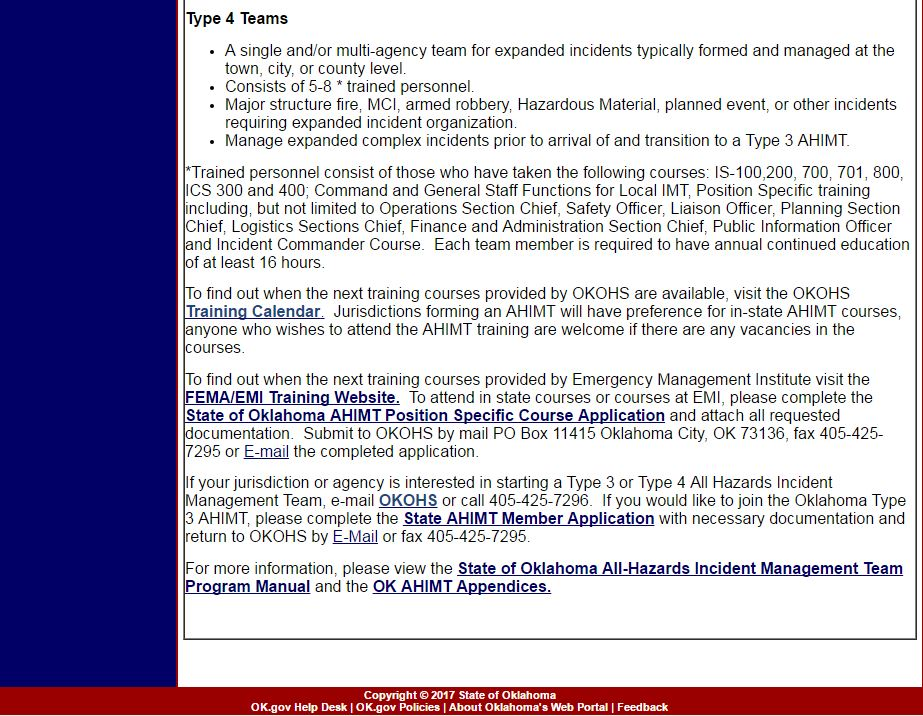 Type 4 Teams
• A single and/or multi-agency team for expanded incidents typically formed and managed at the
town, city, or county level.
• Consists of 5-8 * trained personnel.
• Major structure fire, MCI, armed robbery, Hazardous Material, planned event, or other incidents
requiring expanded incident organization.
• Manage expanded complex incidents prior to arrival of and transition to a Type 3 AHIMT.
*Trained personnel consist of those who have taken the following courses: IS-100,200, 700, 701, 800,
ICS 300 and 400; Command and General Staff Functions for Local IMT, Position Specific training
including, but not limited to Operations Section Chief, Safety Officer, Liaison Officer, Planning Section
Chief, Logistics Sections Chief, Finance and Administration Section Chief, Public Information Officer
and Incident Commander Course.  Each team member is required to have annual continued education
of at least 16 hours.
To find out when the next training courses provided by OKOHS are available, visit the OKOHS
Training Calendar.  Jurisdictions forming an AHIMT will have preference for in-state AHIMT courses,
anyone who wishes to attend the AHIMT training are welcome if there are any vacancies in the
courses.
To find out when the next training courses provided by Emergency Management Institute visit the
FEMA/EMI Training Website.  To attend in state courses or courses at EMI, please complete the
State of Oklahoma AHIMT Position Specific Course Application and attach all requested
documentation.  Submit to OKOHS by mail PO Box 11415 Oklahoma City, OK 73136, fax 405-425-
7295 or E-mail the completed application.
If your jurisdiction or agency is interested in starting a Type 3 or Type 4 All Hazards Incident
Management Team, e-mail OKOHS or call 405-425-7296.  If you would like to join the Oklahoma Type
3 AHIMT, please complete the State AHIMT Member Application with necessary documentation and
return to OKOHS by E-Mail or fax 405-425-7295.
For more information, please view the State of Oklahoma All-Hazards Incident Management Team
Program Manual and the OK AHIMT Appendices.
Copyright © 2017 State of Oklahoma
OK.gov Help Desk | OK.gov Policies | About Oklahoma's Web Portal | Feedback